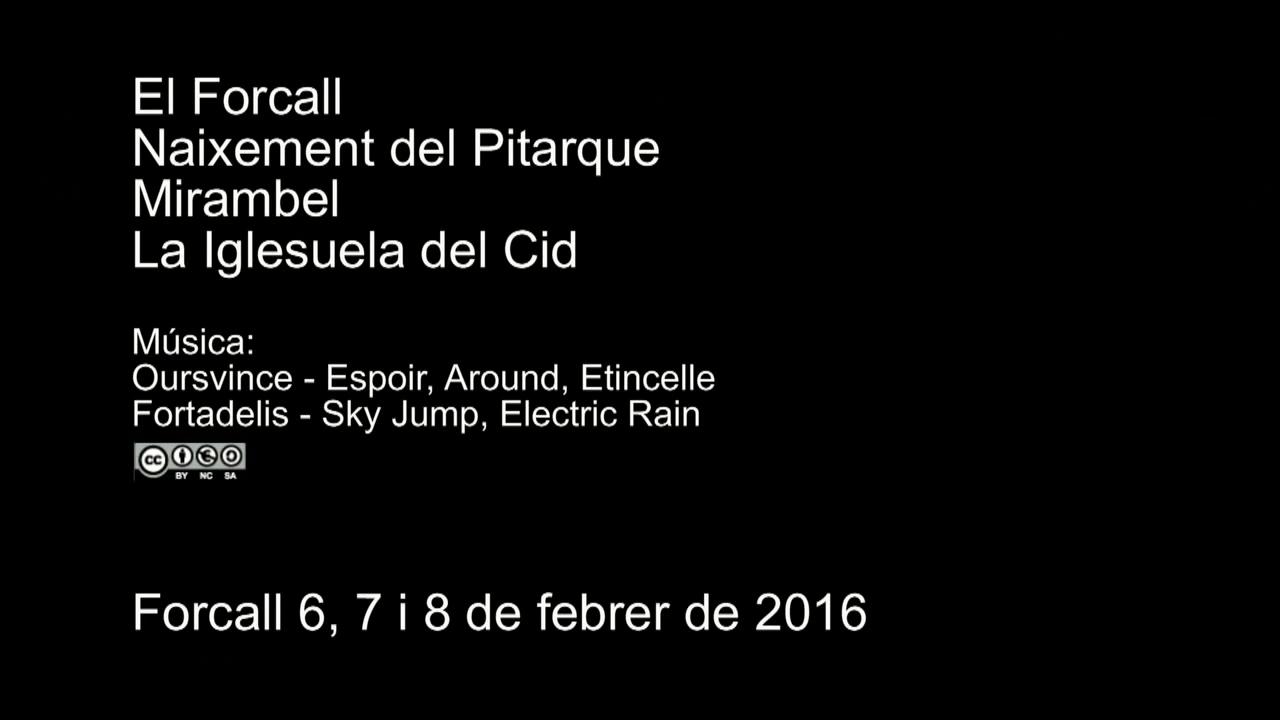 El Forcall
Naixement del Pitarque
Mirambel
La Iglesuela del Cid
Música:
Oursvince - Espoir, Around, Etincelle
Fortadelis - Sky Jump, Electric Rain
cc BY NC SA
Forcall 6, 7 i 8 de febrer de 2016